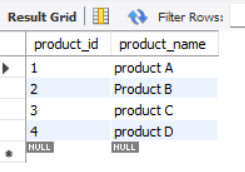 Result Grid Filter Rows:
product_id product_name
1 product A
2 Product B
3 product C
4 product D
NULL NULL